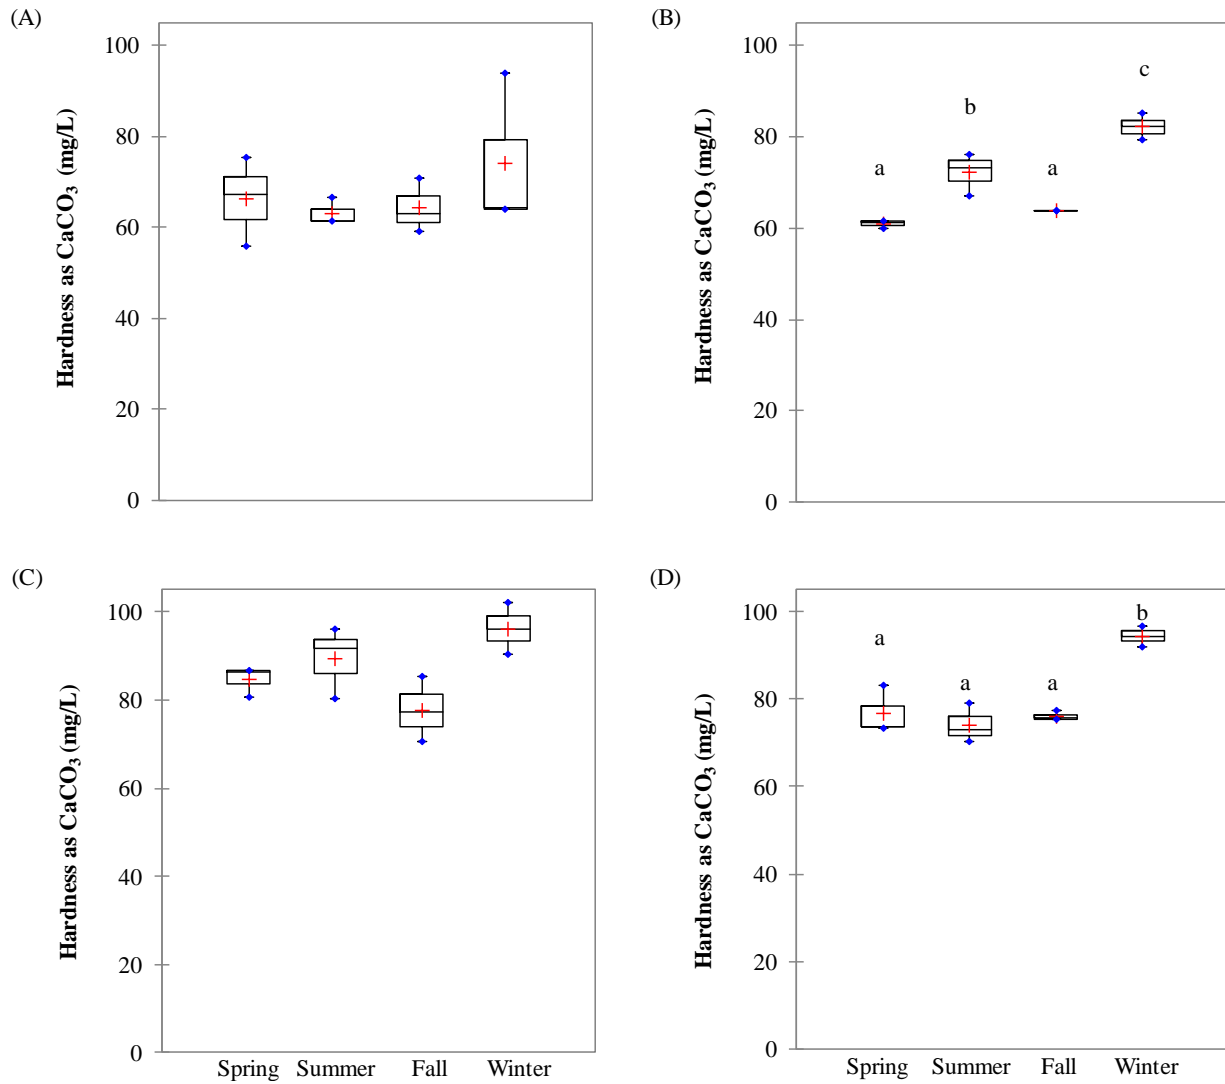 (A)
100
80
60
40
20
0
Hardness as CaCO₃ (mg/L)
(B)
100
80
60
40
20
0
Hardness as CaCO₃ (mg/L)
a
b
a
c
(C)
100
80
60
40
20
0
Hardness as CaCO₃ (mg/L)
Spring Summer Fall Winter
(D)
100
80
60
40
20
0
Hardness as CaCO₃ (mg/L)
a
a
a
b
Spring Summer Fall Winter